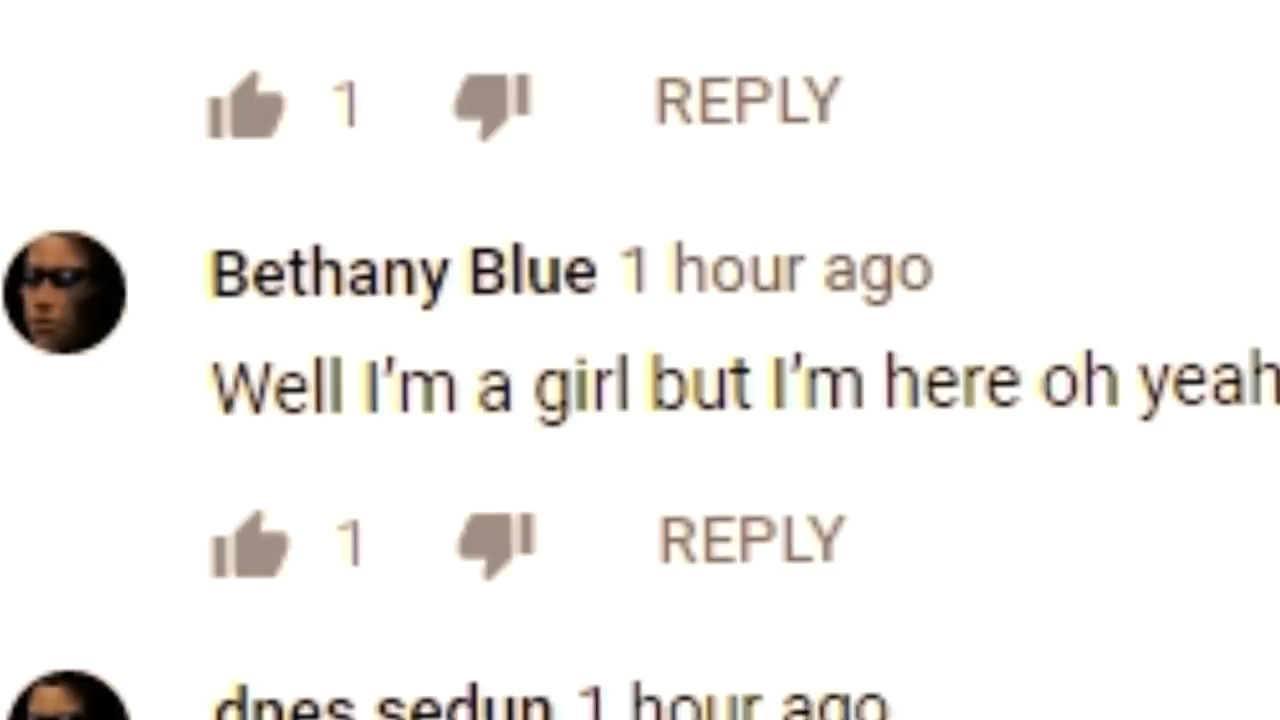 1 REPLY
Bethany Blue 1 hour ago
Well I'm a girl but I'm here oh yeah
1 REPLY
dnes sedun 1 hour ago